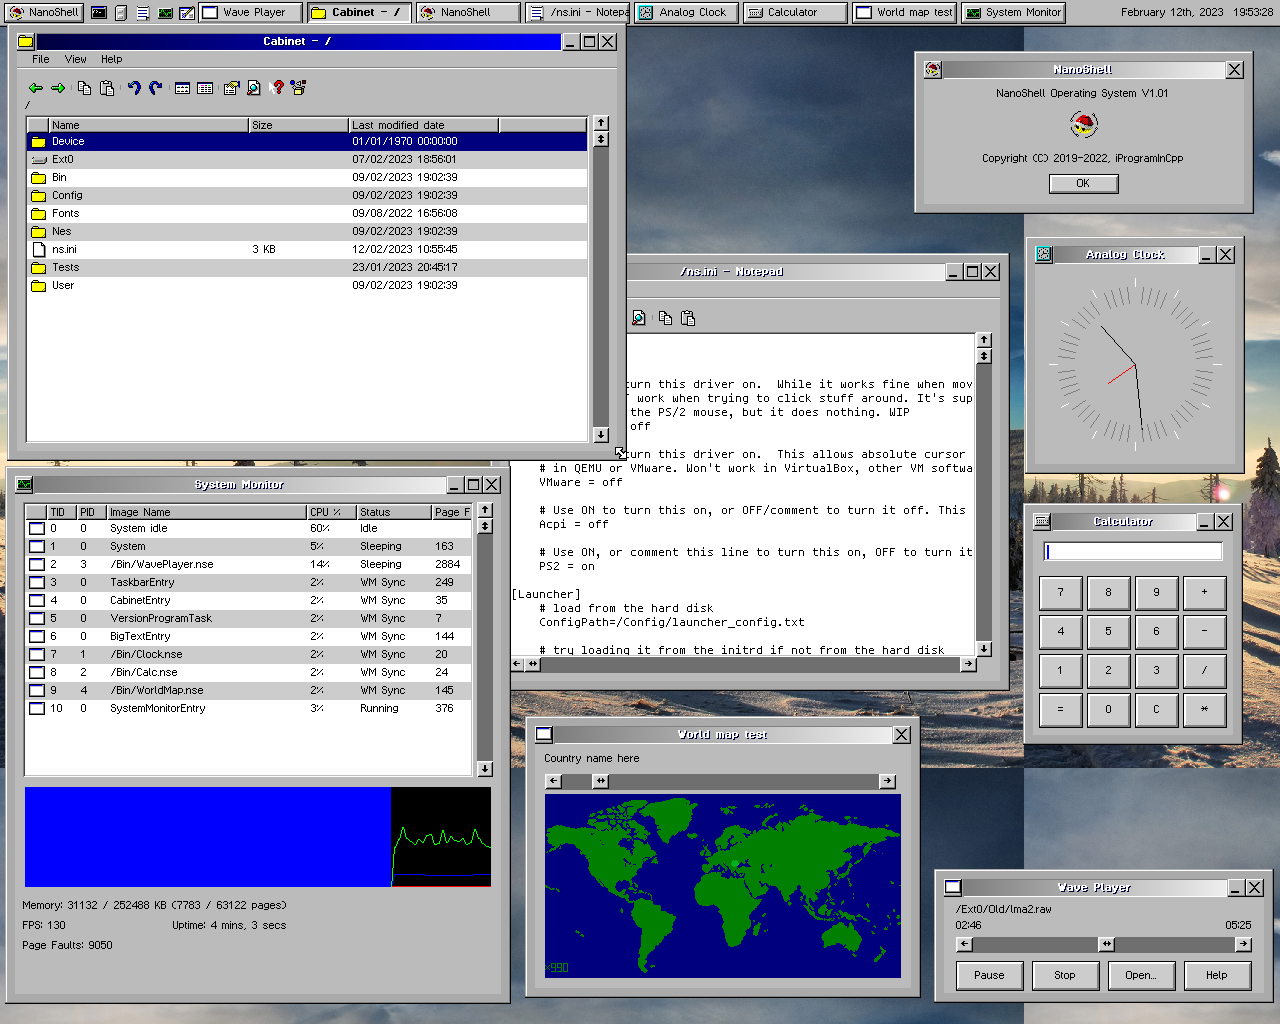 NanoShell
Wave Player
Cabinet - /
NanoShell
/ns.ini - Notepa
Analog Clock
Calculator
World map test
System Monitor
February 12th, 2023 19:53:28
Cabinet - /
File View Help
/
Name Size Last modified date
Device 01/01/1970 00:00:00
Ext0 07/02/2023 18:56:01
Bin 09/02/2023 19:02:39
Config 09/02/2023 19:02:39
Fonts 09/08/2022 16:56:08
Nes 09/02/2023 19:02:39
ns.ini 3 KB 12/02/2023 10:55:45
Tests 23/01/2023 20:45:17
User 09/02/2023 19:02:39
NanoShell
NanoShell Operating System V1.01
Copyright (C) 2019-2022, iProgramInCpp
OK
/ns.ini - Notepad
urn this driver on.  While it works fine when mov
work when trying to click stuff around. It's sup
the PS/2 mouse, but it does nothing. WIP
off
urn this driver on.  This allows absolute cursor
# in QEMU or VMware. Won't work in VirtualBox, other VM softwa
VMware = off
# Use ON to turn this on, or OFF/comment to turn it off. This
Acpi = off
# Use ON, or comment this line to turn this on, OFF to turn it
PS2 = on
[Launcher]
# load from the hard disk
ConfigPath=/Config/launcher_config.txt
# try loading it from the initrd if not from the hard disk
Analog Clock
System Monitor
TID PID Image Name CPU % Status Page F
0 0 System idle 60% Idle
1 0 System 5% Sleeping 163
2 3 /Bin/WavePlayer.nse 14% Sleeping 2884
3 0 TaskbarEntry 2% WM Sync 249
4 0 CabinetEntry 2% WM Sync 35
5 0 VersionProgramTask 2% WM Sync 7
6 0 BigTextEntry 2% WM Sync 144
7 1 /Bin/Clock.nse 2% WM Sync 20
8 2 /Bin/Calc.nse 2% WM Sync 24
9 4 /Bin/WorldMap.nse 2% WM Sync 145
10 0 SystemMonitorEntry 3% Running 376
Memory: 31132 / 252488 KB (7783 / 63122 pages)
FPS: 130 Uptime: 4 mins, 3 secs
Page Faults: 9050
Calculator
7 8 9 +
4 5 6 -
1 2 3 /
= 0 C *
World map test
Country name here
x990
Wave Player
/Ext0/Old/lma2.raw
02:46 05:25
Pause Stop Open... Help